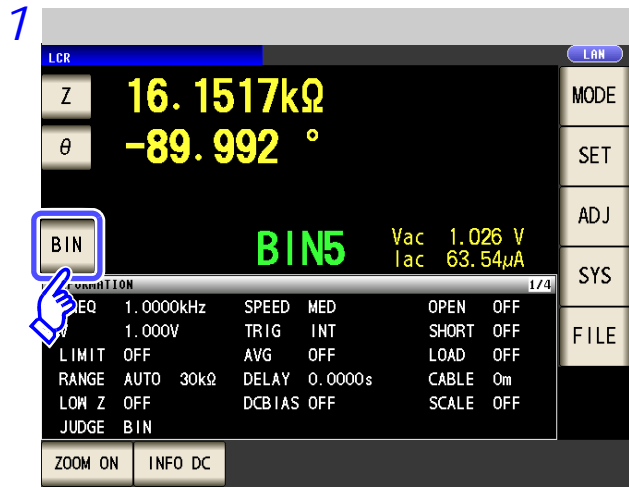 1
LCR LAN
Z 16.1517kΩ MODE
θ -89.992 ° SET
ADJ
BIN BIN5 Vac 1.026 V
Iac 63.54μA SYS
ORMATION 1/4
EQ 1.0000kHz SPEED MED OPEN OFF
V 1.000V TRIG INT SHORT OFF FILE
LIMIT OFF AVG OFF LOAD OFF
RANGE AUTO 30kΩ DELAY 0.0000s CABLE 0m
LOW Z OFF DCBIAS OFF SCALE OFF
JUDGE BIN
ZOOM ON INFO DC